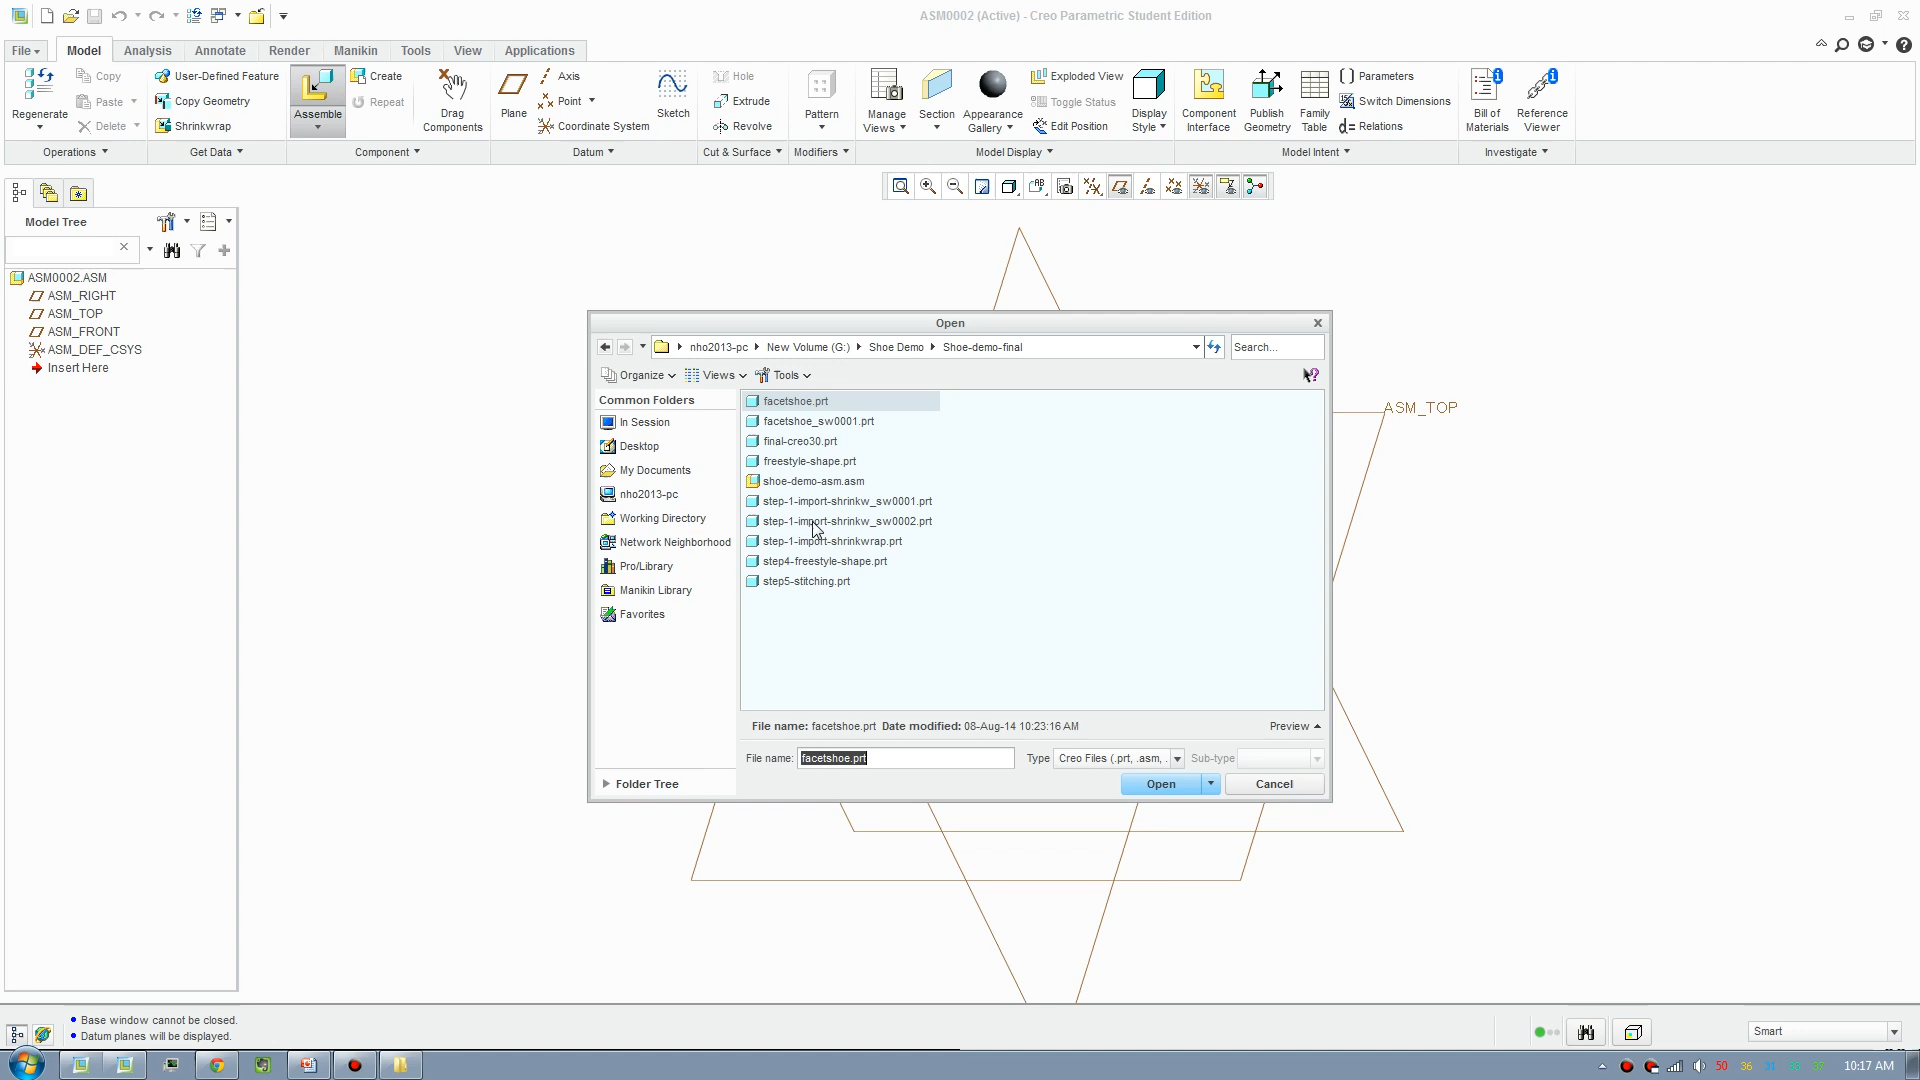 ASM0002 (Active) - Creo Parametric Student Edition
File Model Analysis Annotate Render Manikin Tools View Applications
Regenerate
Copy
Paste
Delete
Operations
User-Defined Feature
Copy Geometry
Shrinkwrap
Get Data
Assemble
Create
Repeat
Drag
Components
Component
Plane
Axis
Point
Coordinate System
Sketch
Datum
Hole
Extrude
Revolve
Cut & Surface
Pattern
Modifiers
Manage
Views
Section
Appearance
Gallery
Exploded View
Toggle Status
Edit Position
Display
Style
Model Display
Component
Interface
Publish
Geometry
Family
Table
Parameters
Switch Dimensions
Relations
Model Intent
Bill of
Materials
Reference
Viewer
Investigate
Model Tree
ASM0002.ASM
ASM_RIGHT
ASM_TOP
ASM_FRONT
ASM_DEF_CSYS
Insert Here
ASM_TOP
Open
nho2013-pc New Volume (G:) Shoe Demo Shoe-demo-final
Search...
Organize Views Tools
Common Folders
In Session
Desktop
My Documents
nho2013-pc
Working Directory
Network Neighborhood
Pro/Library
Manikin Library
Favorites
Folder Tree
facetshoe.prt
facetshoe_sw0001.prt
final-creo30.prt
freestyle-shape.prt
shoe-demo-asm.asm
step-1-import-shrinkw_sw0001.prt
step-1-import-shrinkw_sw0002.prt
step-1-import-shrinkwrap.prt
step4-freestyle-shape.prt
step5-stitching.prt
File name: facetshoe.prt Date modified: 08-Aug-14 10:23:16 AM
Preview
File name: facetshoe.prt
Type Creo Files (.prt, .asm, .
Sub-type
Open
Cancel
Base window cannot be closed.
Datum planes will be displayed.
Smart
50 36
10:17 AM